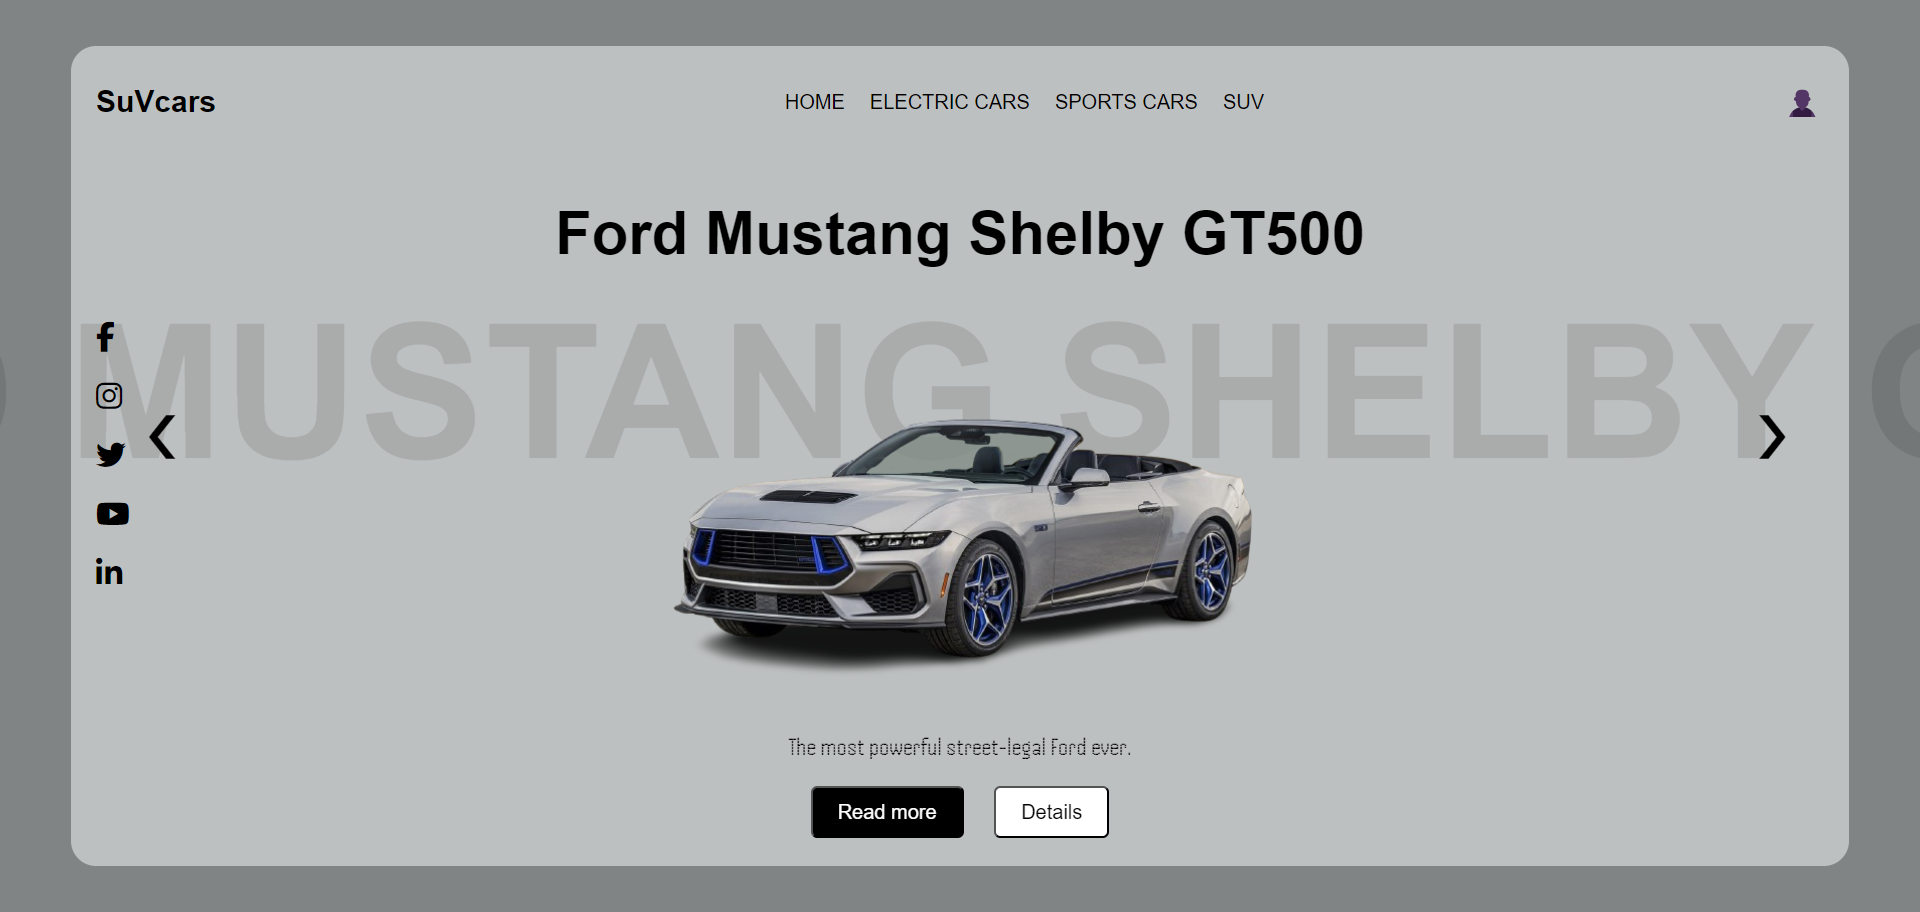 SuVcars
HOME ELECTRIC CARS SPORTS CARS SUV
Ford Mustang Shelby GT500
MUSTANG SHELBY
The most powerful street-legal Ford ever.
Read more Details